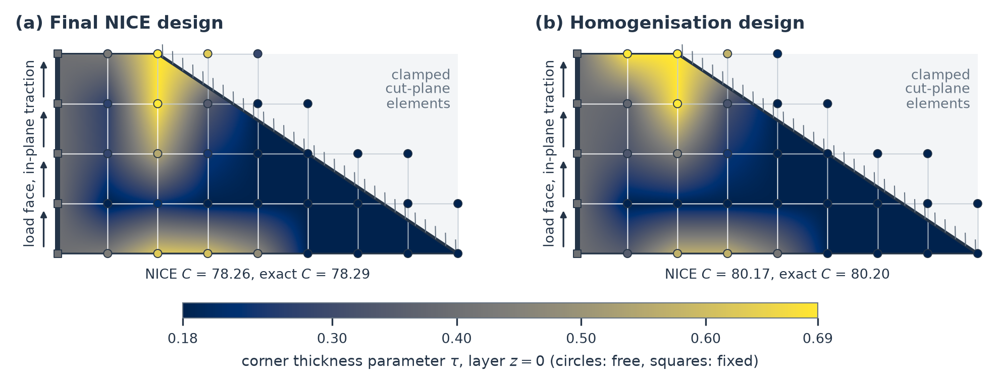 (a) Final NICE design
load face, in-plane traction
clamped
cut-plane
elements
NICE C = 78.26, exact C = 78.29
(b) Homogenisation design
load face, in-plane traction
clamped
cut-plane
elements
NICE C = 80.17, exact C = 80.20
0.18 0.30 0.40 0.50 0.60 0.69
corner thickness parameter τ, layer z = 0 (circles: free, squares: fixed)